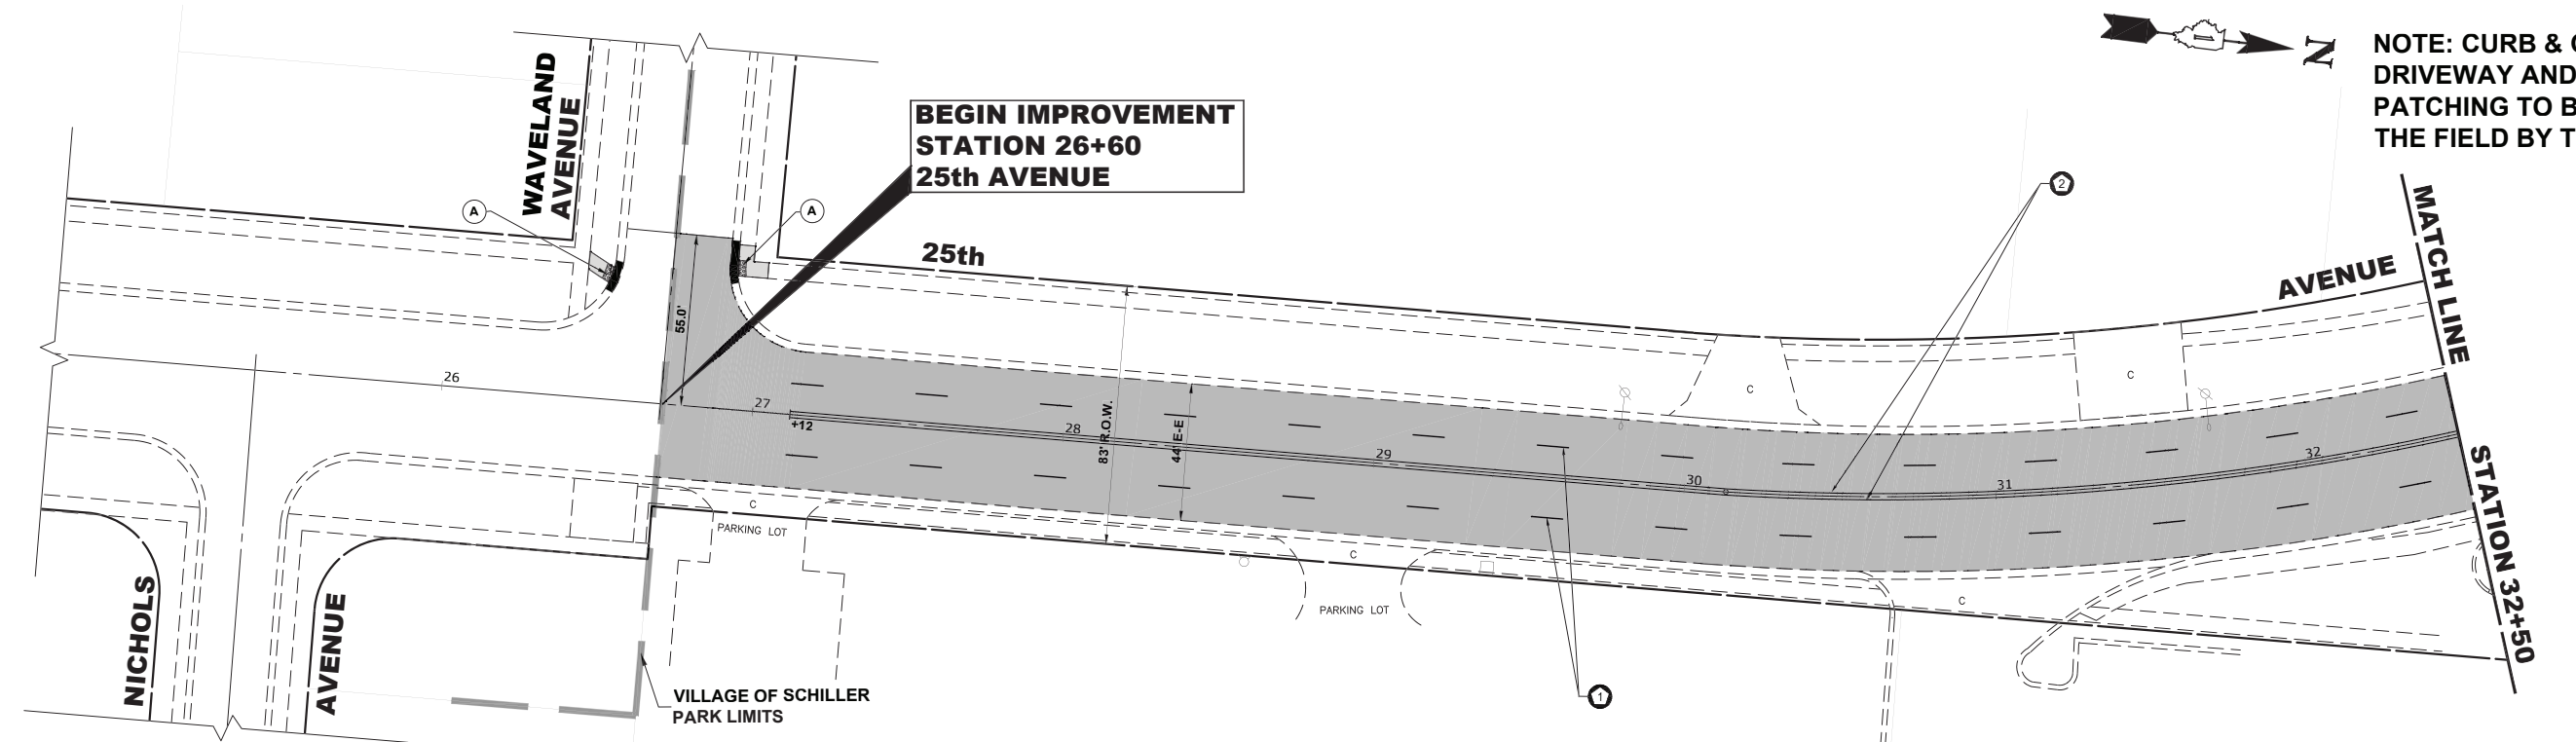 WAVELAND
AVENUE
BEGIN IMPROVEMENT
STATION 26+60
25th AVENUE
N
NOTE: CURB &
DRIVEWAY AND
PATCHING TO B
THE FIELD BY T
A
A
2
25th
AVENUE
MATCH LINE
STATION 32+50
55.0'
26
27
+12
28
29
30
31
32
83' R.O.W.
44' E-E
C
C
C
C
C
PARKING LOT
PARKING LOT
NICHOLS
AVENUE
VILLAGE OF SCHILLER
PARK LIMITS
1